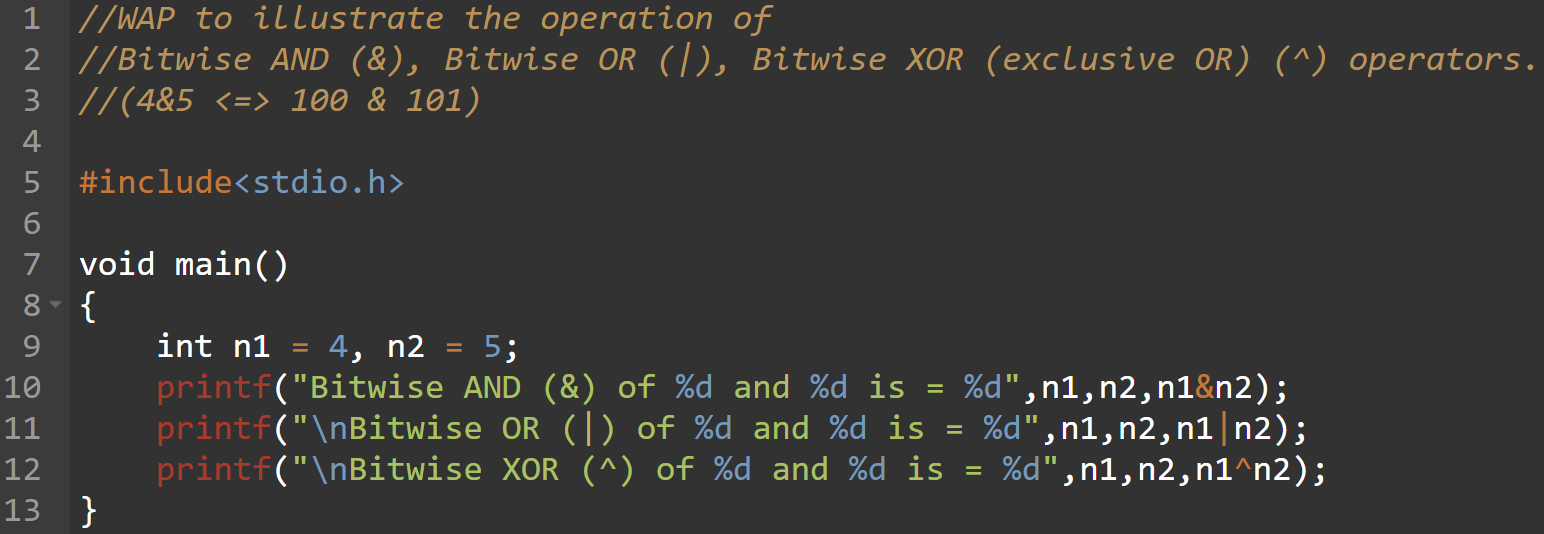 1 //WAP to illustrate the operation of
2 //Bitwise AND (&), Bitwise OR (|), Bitwise XOR (exclusive OR) (^) operators.
3 //(4&5 <=> 100 & 101)
4
5 #include<stdio.h>
6
7 void main()
8 {
9     int n1 = 4, n2 = 5;
10     printf("Bitwise AND (&) of %d and %d is = %d",n1,n2,n1&n2);
11     printf("\nBitwise OR (|) of %d and %d is = %d",n1,n2,n1|n2);
12     printf("\nBitwise XOR (^) of %d and %d is = %d",n1,n2,n1^n2);
13 }